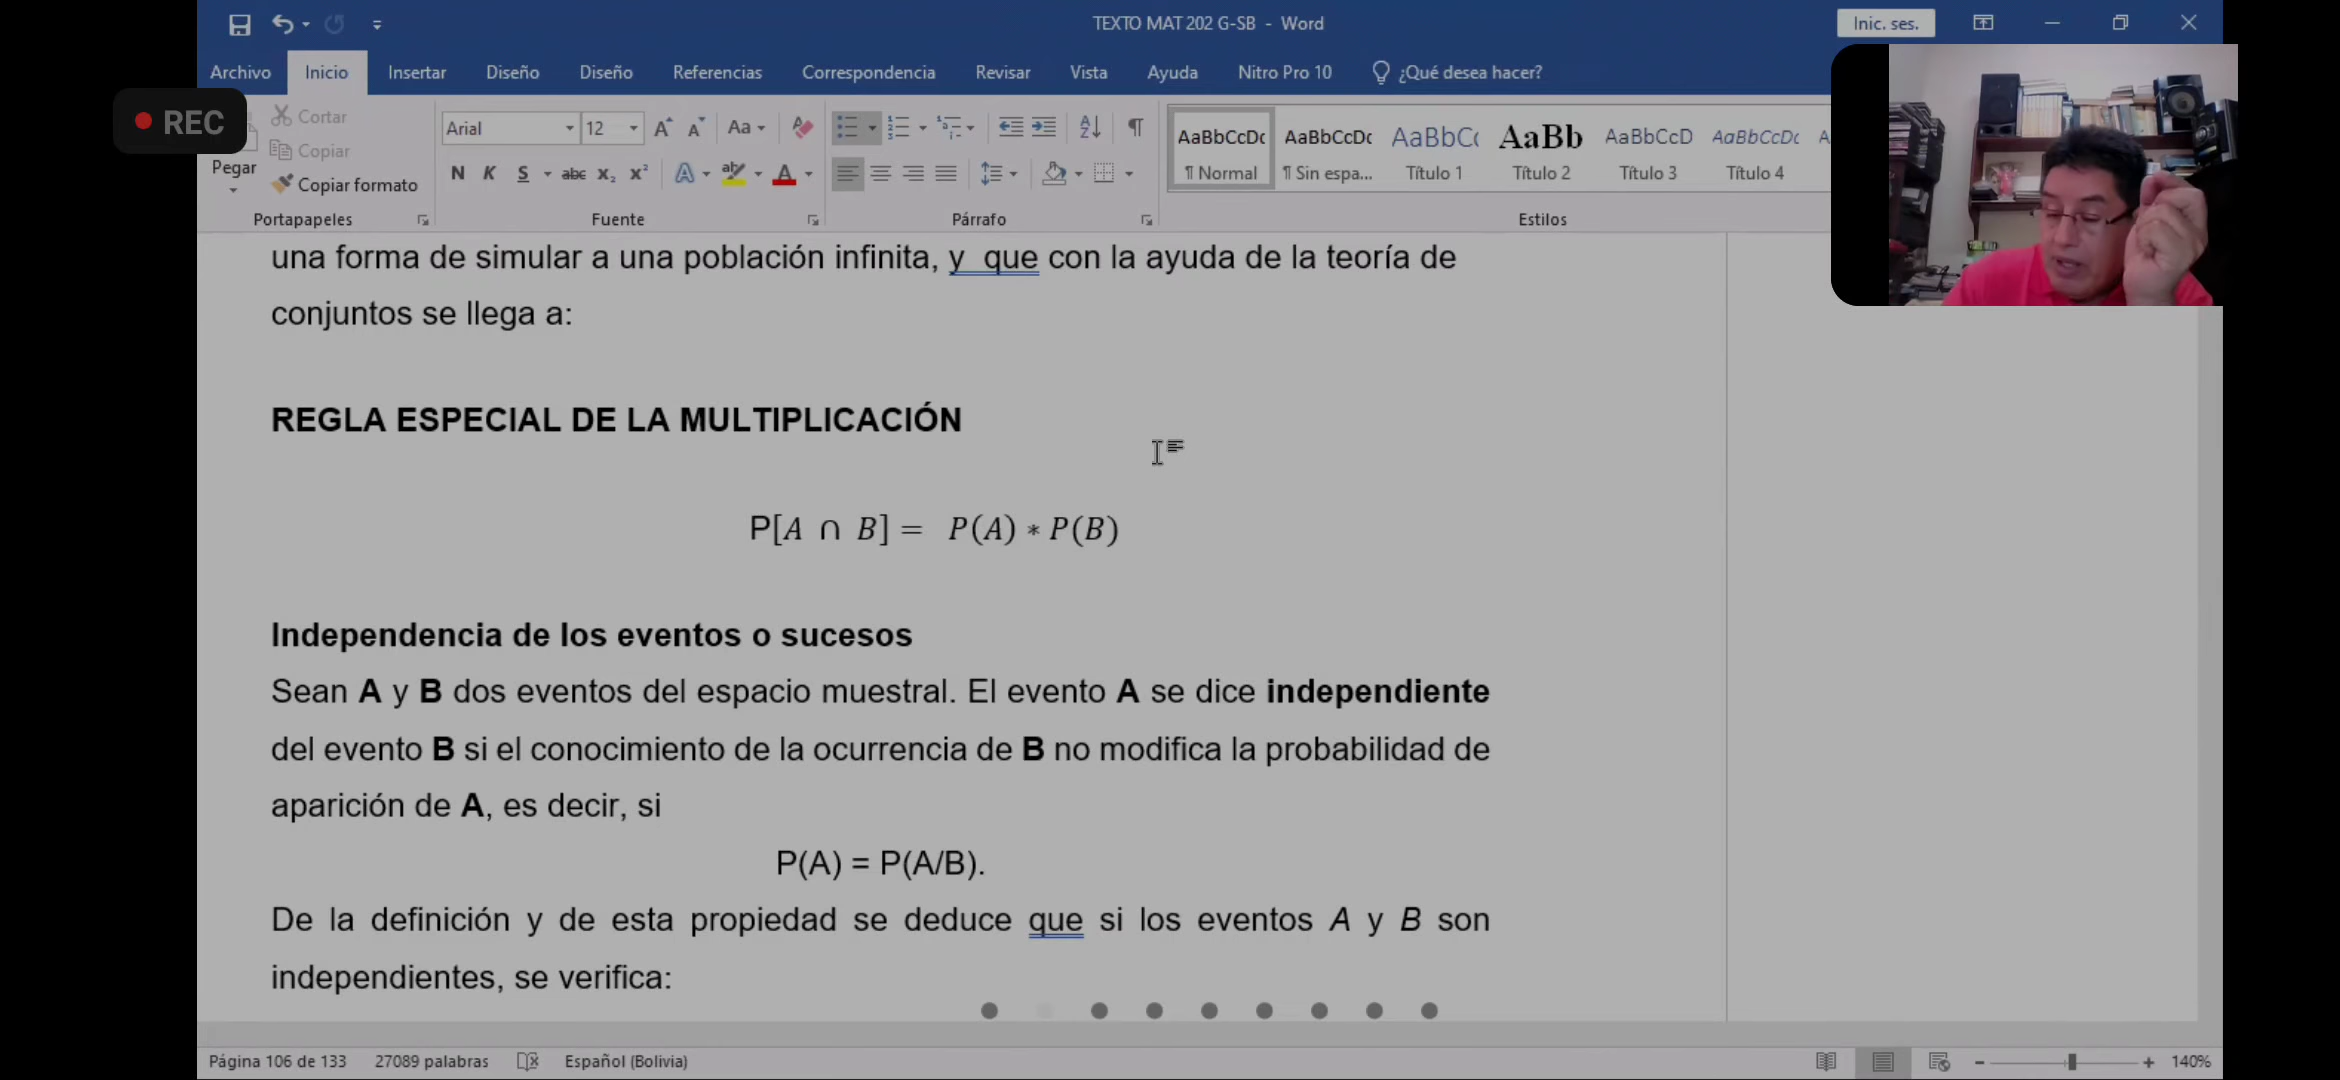 TEXTO MAT 202 G-SB - Word
Inic. ses.
Archivo Inicio Insertar Diseño Diseño Referencias Correspondencia Revisar Vista Ayuda Nitro Pro 10 ¿Qué desea hacer?
REC
Pegar
Cortar
Copiar
Copiar formato
Portapapeles
Arial 12
Aa
N K S abc x₂ x²
Fuente
Párrafo
AaBbCcDc AaBbCcDc AaBbC( AaBb AaBbCcD AaBbCcDc
¶ Normal ¶ Sin espa... Título 1 Título 2 Título 3 Título 4
Estilos
una forma de simular a una población infinita, y que con la ayuda de la teoría de
conjuntos se llega a:
REGLA ESPECIAL DE LA MULTIPLICACIÓN
P[A ∩ B] = P(A) * P(B)
Independencia de los eventos o sucesos
Sean A y B dos eventos del espacio muestral. El evento A se dice independiente
del evento B si el conocimiento de la ocurrencia de B no modifica la probabilidad de
aparición de A, es decir, si
P(A) = P(A/B).
De la definición y de esta propiedad se deduce que si los eventos A y B son
independientes, se verifica:
Página 106 de 133 27089 palabras Español (Bolivia) 140%